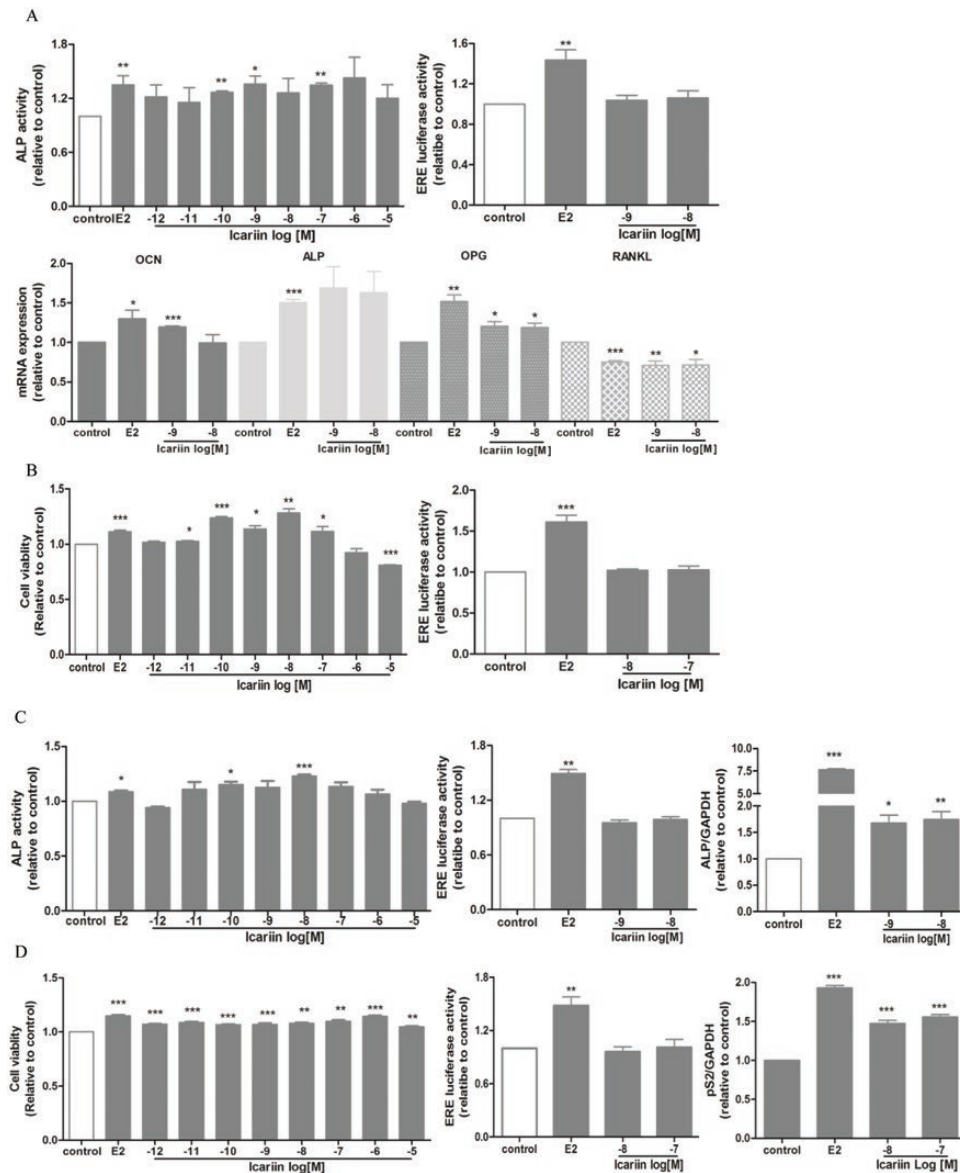 A
ALP activity
(relative to control)
1.8
1.2
0.6
0.0
**
**
*
**
control E2 -12 -11 -10 -9 -8 -7 -6 -5
Icariin log [M]
ERE luciferase activity
(relatibe to control)
1.6
1.2
0.8
0.4
0.0
**
control E2 -9 -8
Icariin log[M]
mRNA expression
(relative to control)
2.0
1.5
1.0
0.5
0.0
OCN ALP OPG RANKL
* *** *** ** * * *** ** *
control E2 -9 -8 control E2 -9 -8 control E2 -9 -8 control E2 -9 -8
Icariin log[M] Icariin log[M] Icariin log[M] Icariin log[M]
B
Cell viablity
(Relative to control)
1.5
1.0
0.5
0.0
*** * *** * ** * ***
control E2 -12 -11 -10 -9 -8 -7 -6 -5
Icariin log [M]
ERE luciferase activity
(relatibe to control)
2.0
1.5
1.0
0.5
0.0
***
control E2 -8 -7
Icariin log[M]
C
ALP activity
(relative to control)
1.5
1.0
0.5
0.0
* * ***
control E2 -12 -11 -10 -9 -8 -7 -6 -5
Icariin log[M]
ERE luciferase activity
(relatibe to control)
1.8
1.2
0.6
0.0
**
control E2 -9 -8
Icariin log[M]
ALP/GAPDH
(relative to control)
10.0
7.5
5.0
2.0
1.5
1.0
0.5
0.0
*** * **
control E2 -9 -8
Icariin log[M]
D
Cell viability
(Relative to control)
1.5
1.0
0.5
0.0
*** *** *** *** *** ** ** *** **
control E2 -12 -11 -10 -9 -8 -7 -6 -5
Icariin log[M]
ERE luciferase activity
(relatibe to control)
1.8
1.2
0.6
0.0
**
control E2 -8 -7
Icariin log[M]
pS2/GAPDH
(relative to control)
2.0
1.5
1.0
0.5
0.0
*** *** ***
control E2 -8 -7
Icariin Log [M]